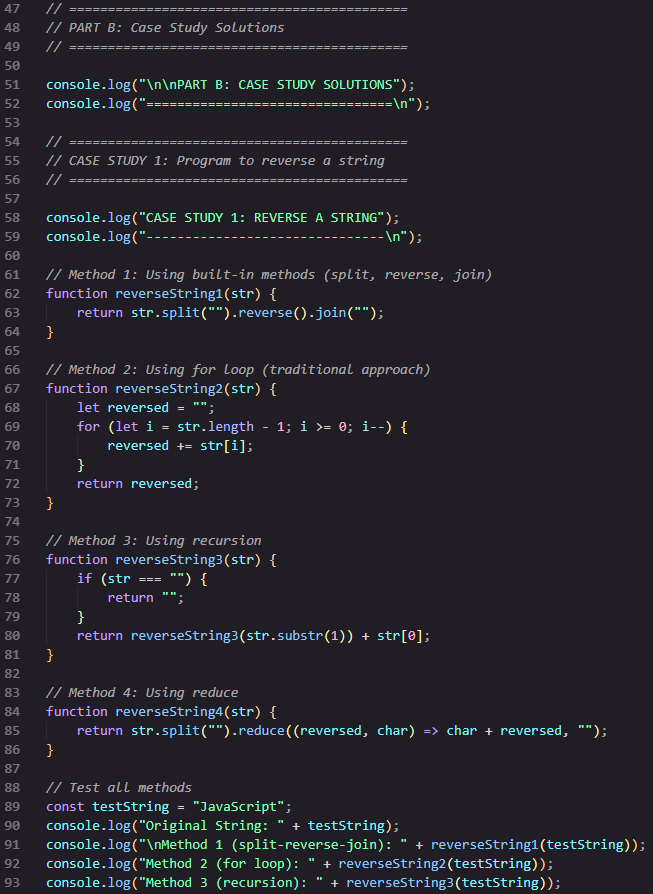 47 // ============================================
48 // PART B: Case Study Solutions
49 // ============================================
50
51 console.log("\n\nPART B: CASE STUDY SOLUTIONS");
52 console.log("================================\n");
53
54 // ============================================
55 // CASE STUDY 1: Program to reverse a string
56 // ============================================
57
58 console.log("CASE STUDY 1: REVERSE A STRING");
59 console.log("-------------------------------\n");
60
61 // Method 1: Using built-in methods (split, reverse, join)
62 function reverseString1(str) {
63     return str.split("").reverse().join("");
64 }
65
66 // Method 2: Using for loop (traditional approach)
67 function reverseString2(str) {
68     let reversed = "";
69     for (let i = str.length - 1; i >= 0; i--) {
70         reversed += str[i];
71     }
72     return reversed;
73 }
74
75 // Method 3: Using recursion
76 function reverseString3(str) {
77     if (str === "") {
78         return "";
79     }
80     return reverseString3(str.substr(1)) + str[0];
81 }
82
83 // Method 4: Using reduce
84 function reverseString4(str) {
85     return str.split("").reduce((reversed, char) => char + reversed, "");
86 }
87
88 // Test all methods
89 const testString = "JavaScript";
90 console.log("Original String: " + testString);
91 console.log("\nMethod 1 (split-reverse-join): " + reverseString1(testString));
92 console.log("Method 2 (for loop): " + reverseString2(testString));
93 console.log("Method 3 (recursion): " + reverseString3(testString));